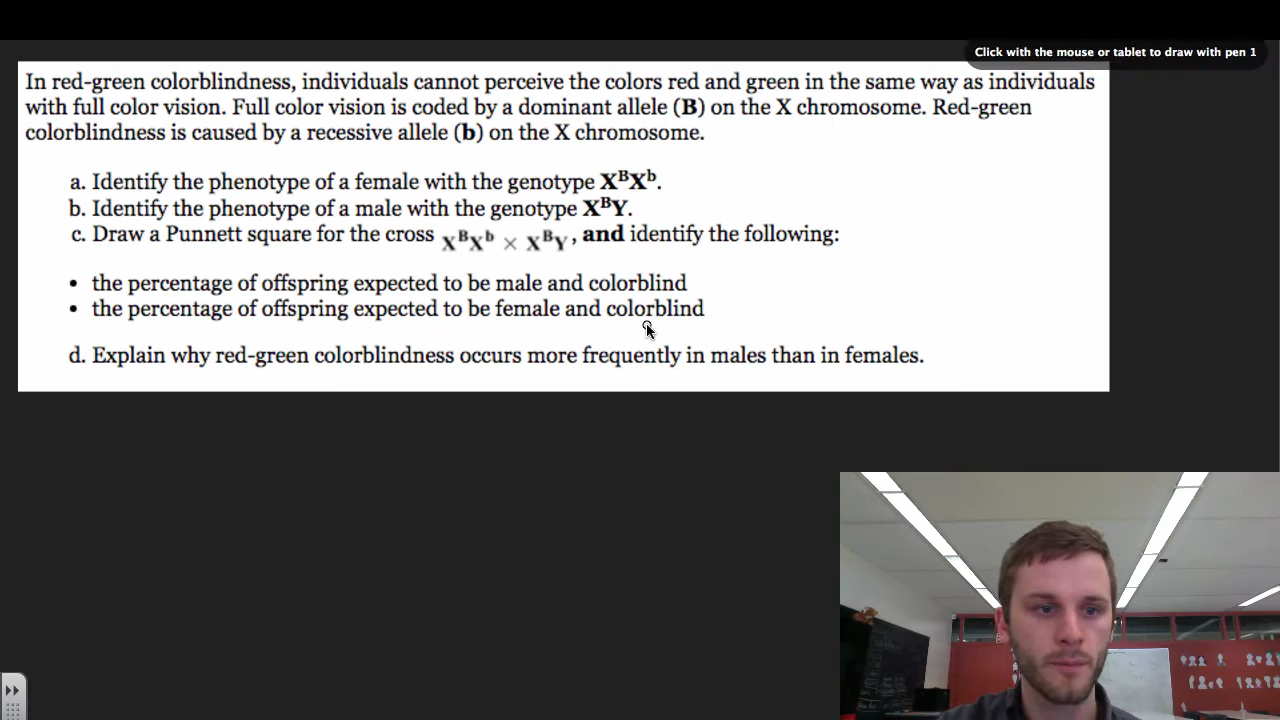 Click with the mouse or tablet to draw with pen 1
In red-green colorblindness, individuals cannot perceive the colors red and green in the same way as individuals
with full color vision. Full color vision is coded by a dominant allele (B) on the X chromosome. Red-green
colorblindness is caused by a recessive allele (b) on the X chromosome.
a. Identify the phenotype of a female with the genotype XᴮXᵇ.
b. Identify the phenotype of a male with the genotype XᴮY.
c. Draw a Punnett square for the cross XᴮXᵇ × XᴮY, and identify the following:
• the percentage of offspring expected to be male and colorblind
• the percentage of offspring expected to be female and colorblind
d. Explain why red-green colorblindness occurs more frequently in males than in females.